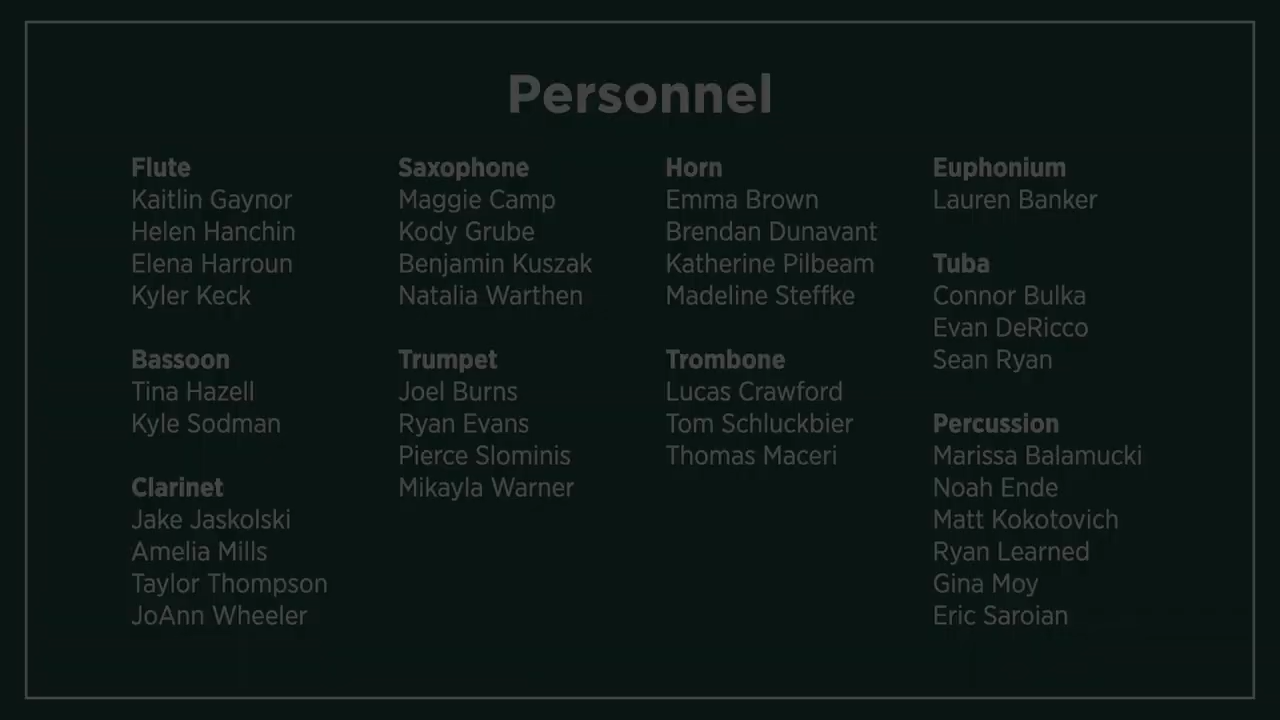 Personnel
Flute
Kaitlin Gaynor
Helen Hanchin
Elena Harroun
Kyler Keck
Bassoon
Tina Hazell
Kyle Sodman
Clarinet
Jake Jaskolski
Amelia Mills
Taylor Thompson
JoAnn Wheeler
Saxophone
Maggie Camp
Kody Grube
Benjamin Kuszak
Natalia Warthen
Trumpet
Joel Burns
Ryan Evans
Pierce Slominis
Mikayla Warner
Horn
Emma Brown
Brendan Dunavant
Katherine Pilbeam
Madeline Steffke
Trombone
Lucas Crawford
Tom Schluckbier
Thomas Maceri
Euphonium
Lauren Banker
Tuba
Connor Bulka
Evan DeRicco
Sean Ryan
Percussion
Marissa Balamucki
Noah Ende
Matt Kokotovich
Ryan Learned
Gina Moy
Eric Saroian